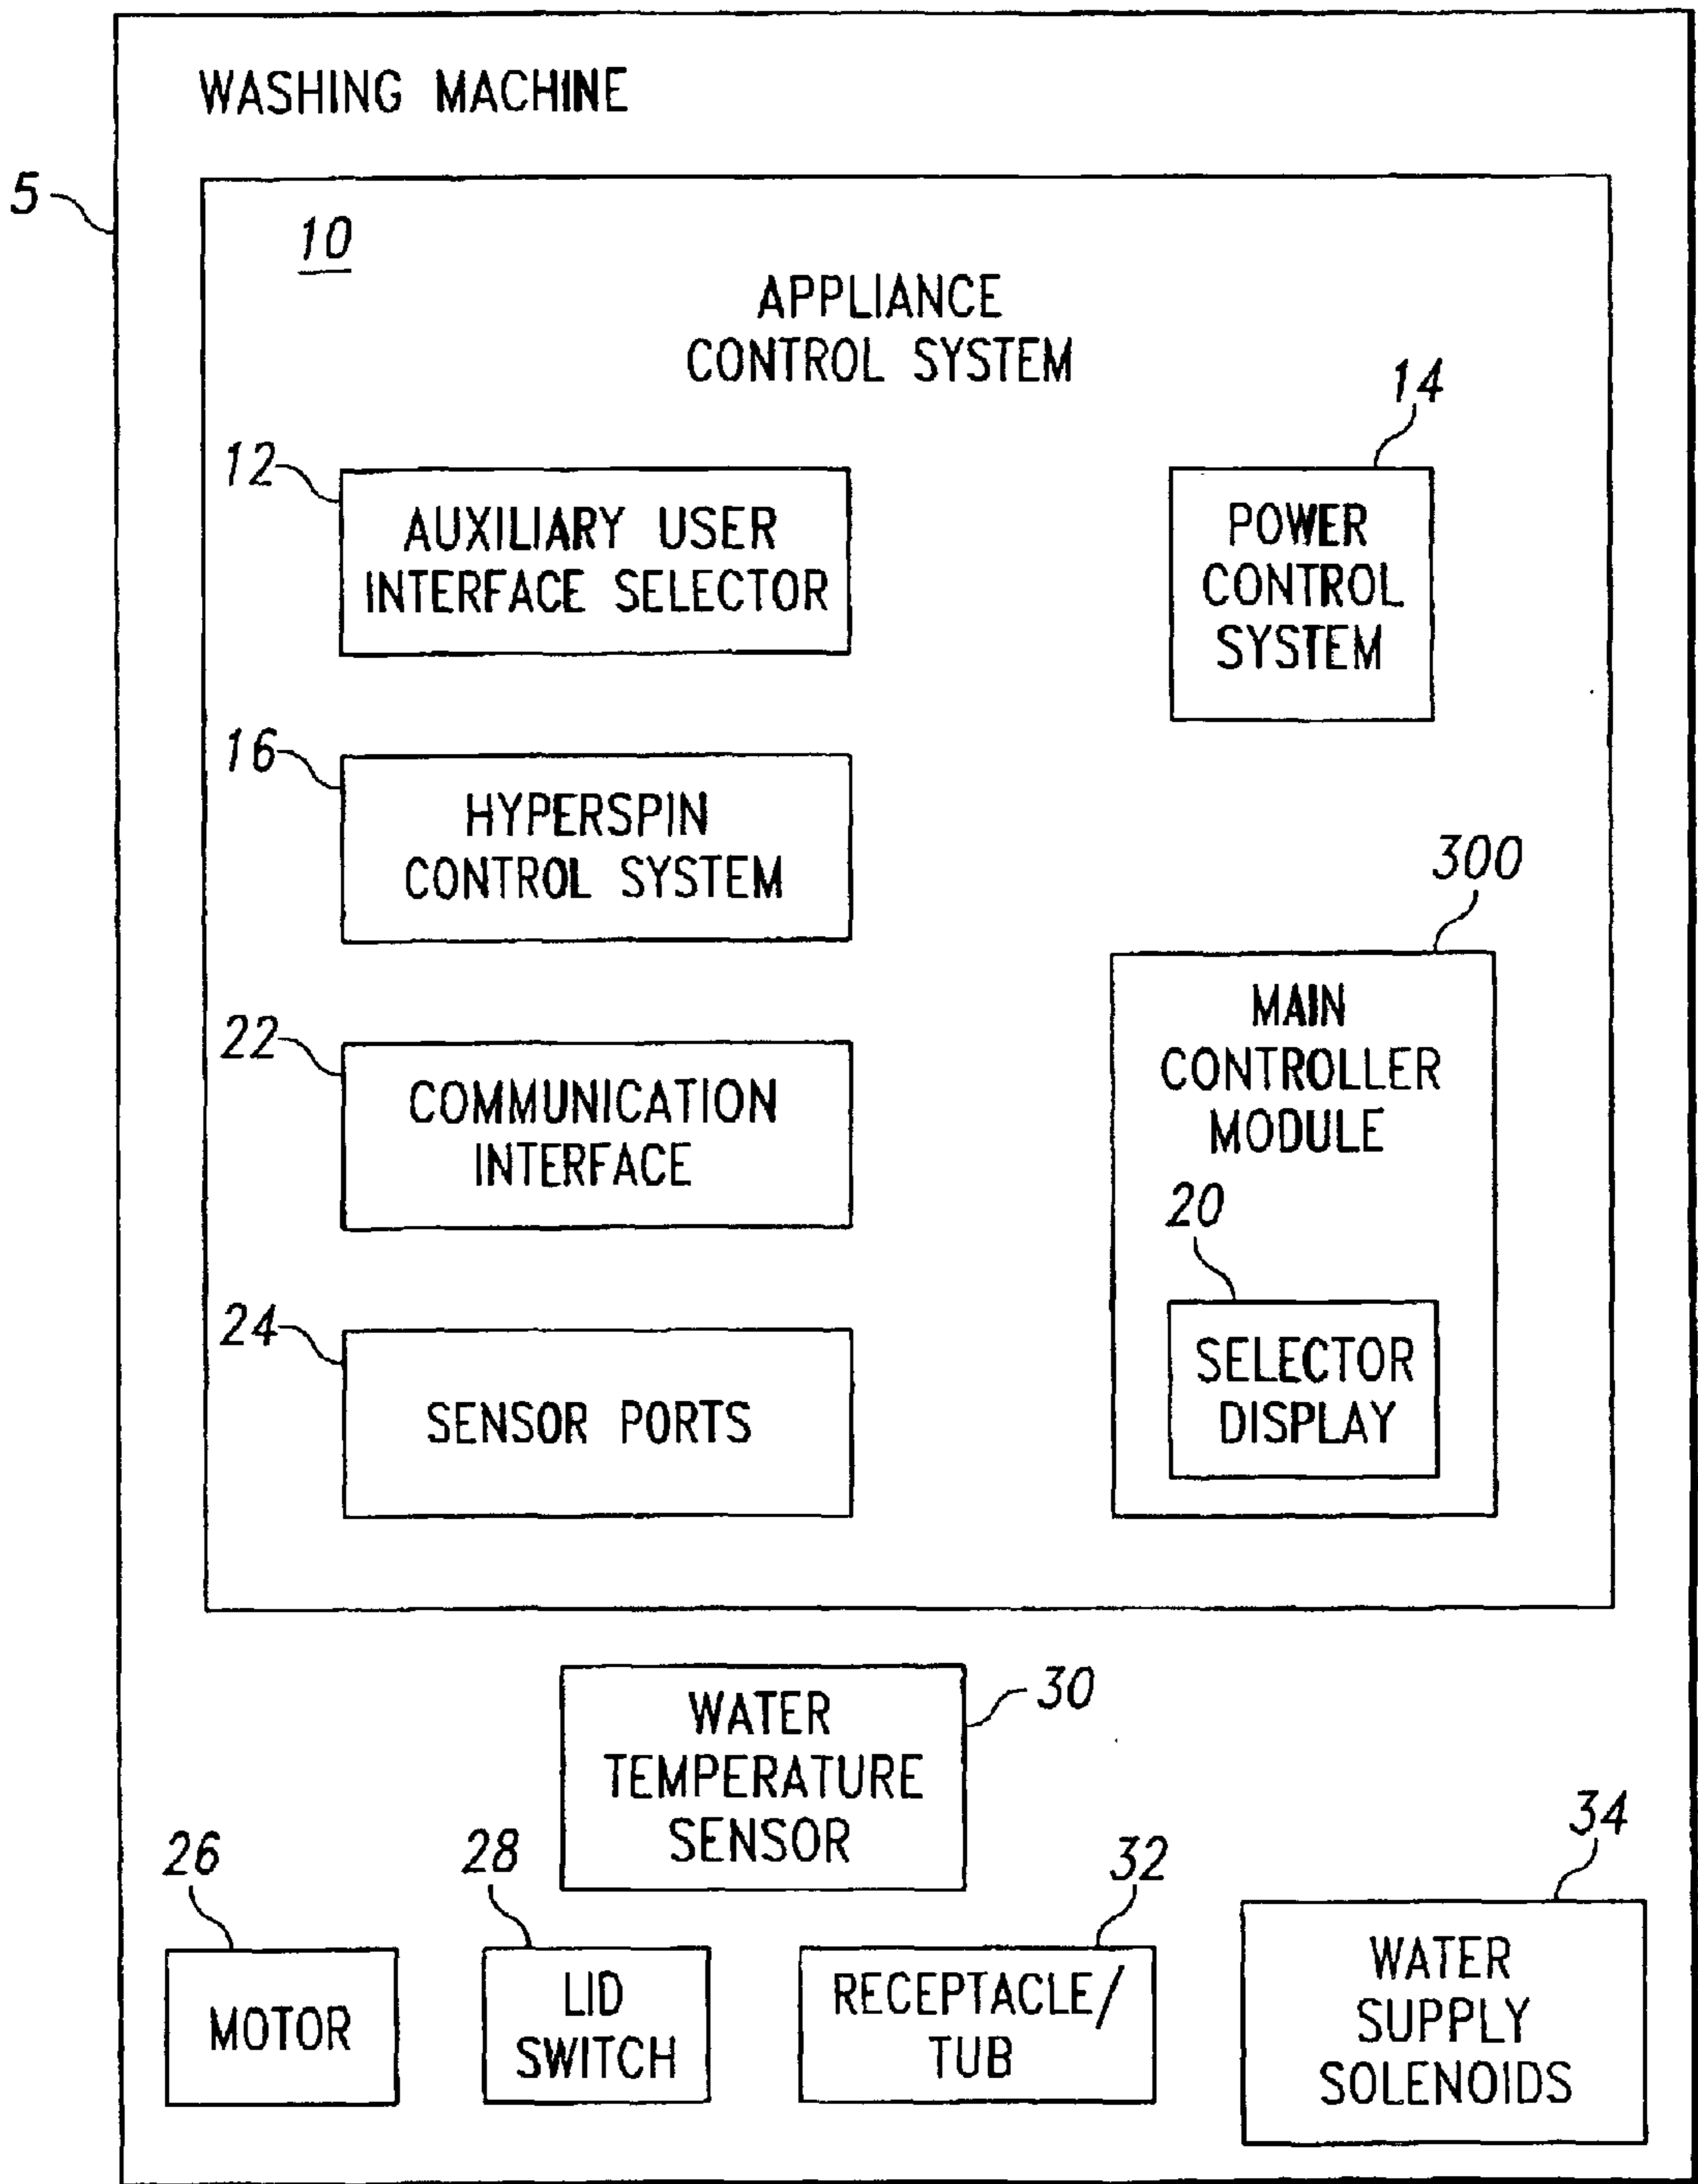 WASHING MACHINE
5
10
APPLIANCE
CONTROL SYSTEM
12
AUXILIARY USER
INTERFACE SELECTOR
14
POWER
CONTROL
SYSTEM
16
HYPERSPIN
CONTROL SYSTEM
300
MAIN
CONTROLLER
MODULE
22
COMMUNICATION
INTERFACE
20
SELECTOR
DISPLAY
24
SENSOR PORTS
30
WATER
TEMPERATURE
SENSOR
26
MOTOR
28
LID
SWITCH
32
RECEPTACLE/
TUB
34
WATER
SUPPLY
SOLENOIDS